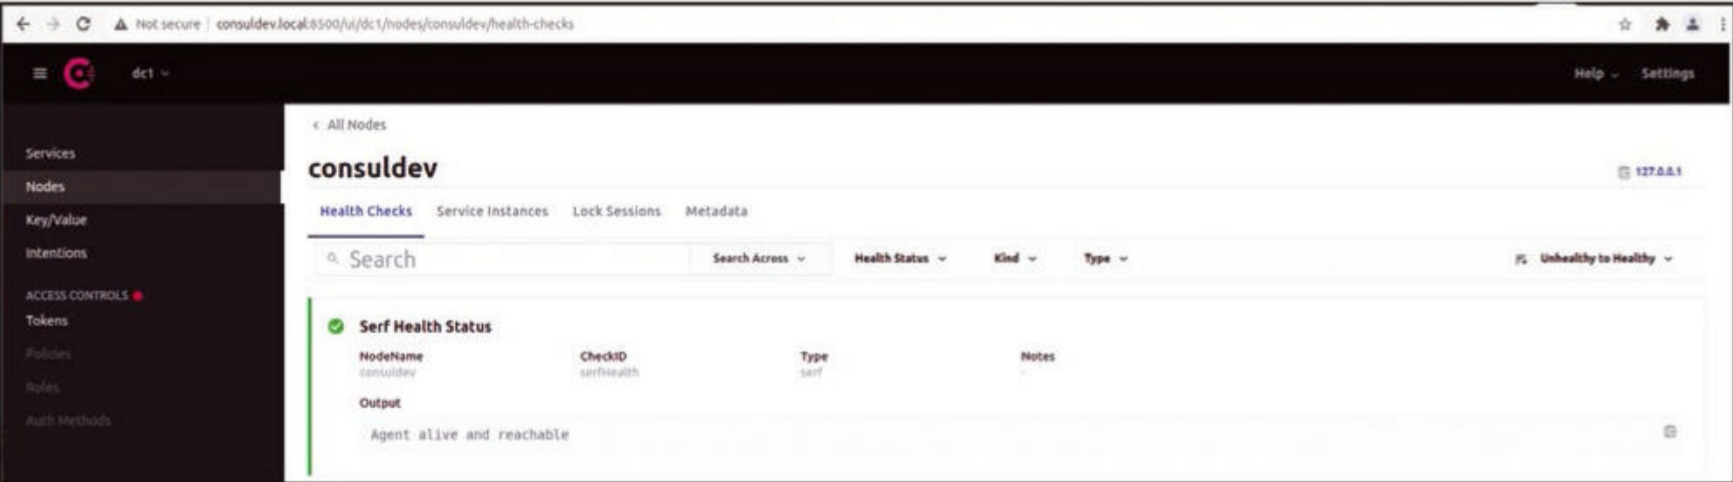 Not secure | consuldev.local:8500/ui/dc1/nodes/consuldev/health-checks
dc1 Help Settings
Services
Nodes
Key/Value
Intentions
ACCESS CONTROLS
Tokens
Policies
Roles
Auth Methods
< All Nodes
consuldev 127.0.0.1
Health Checks Service Instances Lock Sessions Metadata
Search Search Across Health Status Kind Type Unhealthy to Healthy
Serf Health Status
NodeName CheckID Type Notes
consuldev serfHealth serf -
Output
Agent alive and reachable